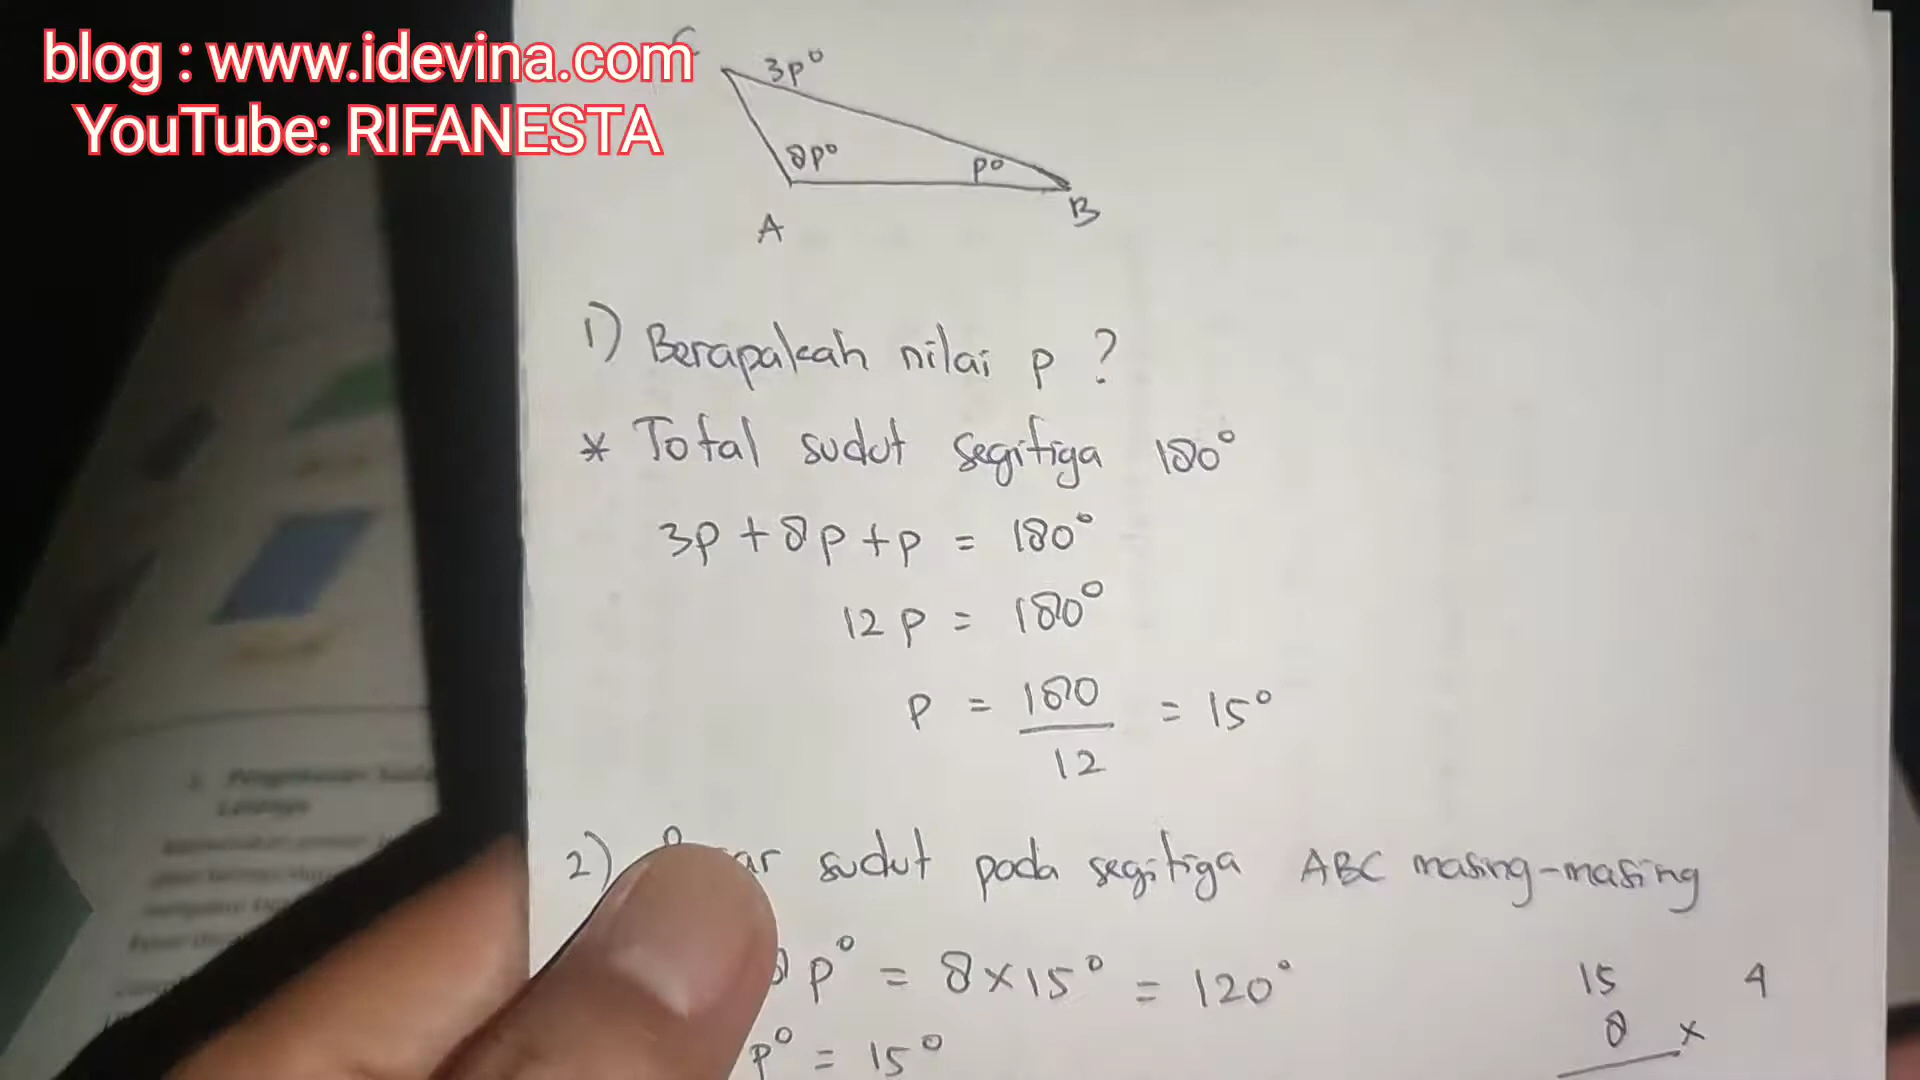 blog : www.idevina.com
YouTube: RIFANESTA
C
3p°
8p°
p°
A
B
1) Berapakah nilai p ?
* Total sudut segitiga 180°
3p + 8p + p = 180°
12 p = 180°
p = 180/12 = 15°
2) sudut pada segitiga ABC masing-masing
p° = 8 x 15° = 120°
15 4
8 x
p° = 15°